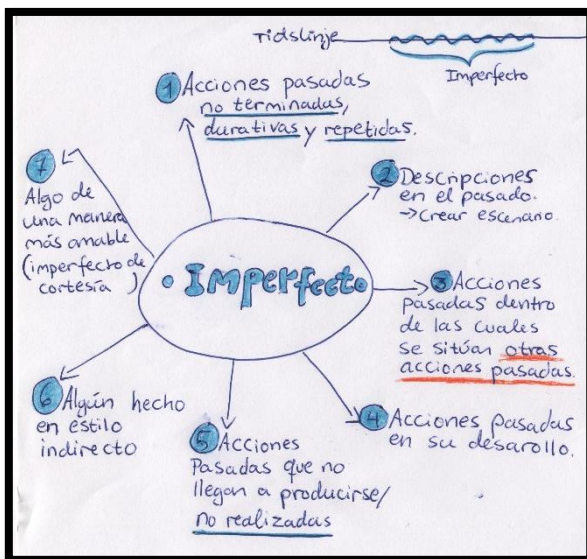 Tidslinje
Imperfecto
1 Acciones pasadas
no terminadas,
durativas y repetidas.
2 Descripciones
en el pasado.
→Crear escenario.
3 Acciones
pasadas dentro
de las cuales
se sitúan otras
acciones pasadas.
4 Acciones pasadas
en su desarollo.
5 Acciones
Pasadas que no
llegan a producirse/
no realizadas
6 Algún hecho
en estilo
indirecto
7
Algo de
una manera
más amable
(imperfecto de
cortesía )
• Imperfecto